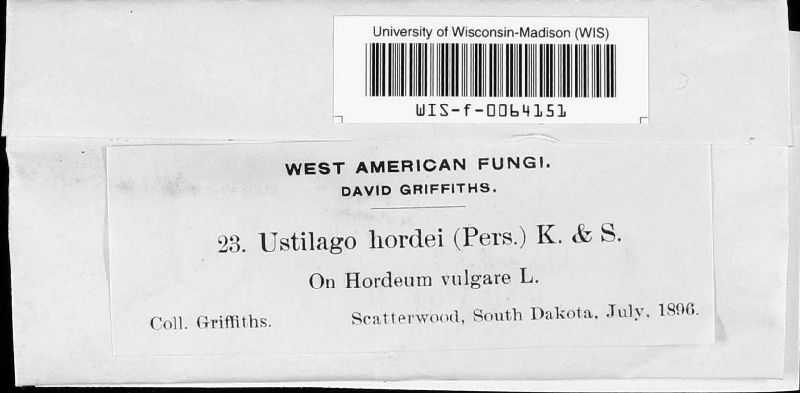 University of Wisconsin-Madison (WIS)
WIS-f-0064151
WEST AMERICAN FUNGI.
DAVID GRIFFITHS.
23. Ustilago hordei (Pers.) K. & S.
On Hordeum vulgare L.
Coll. Griffiths. Scatterwood, South Dakota, July, 1896.